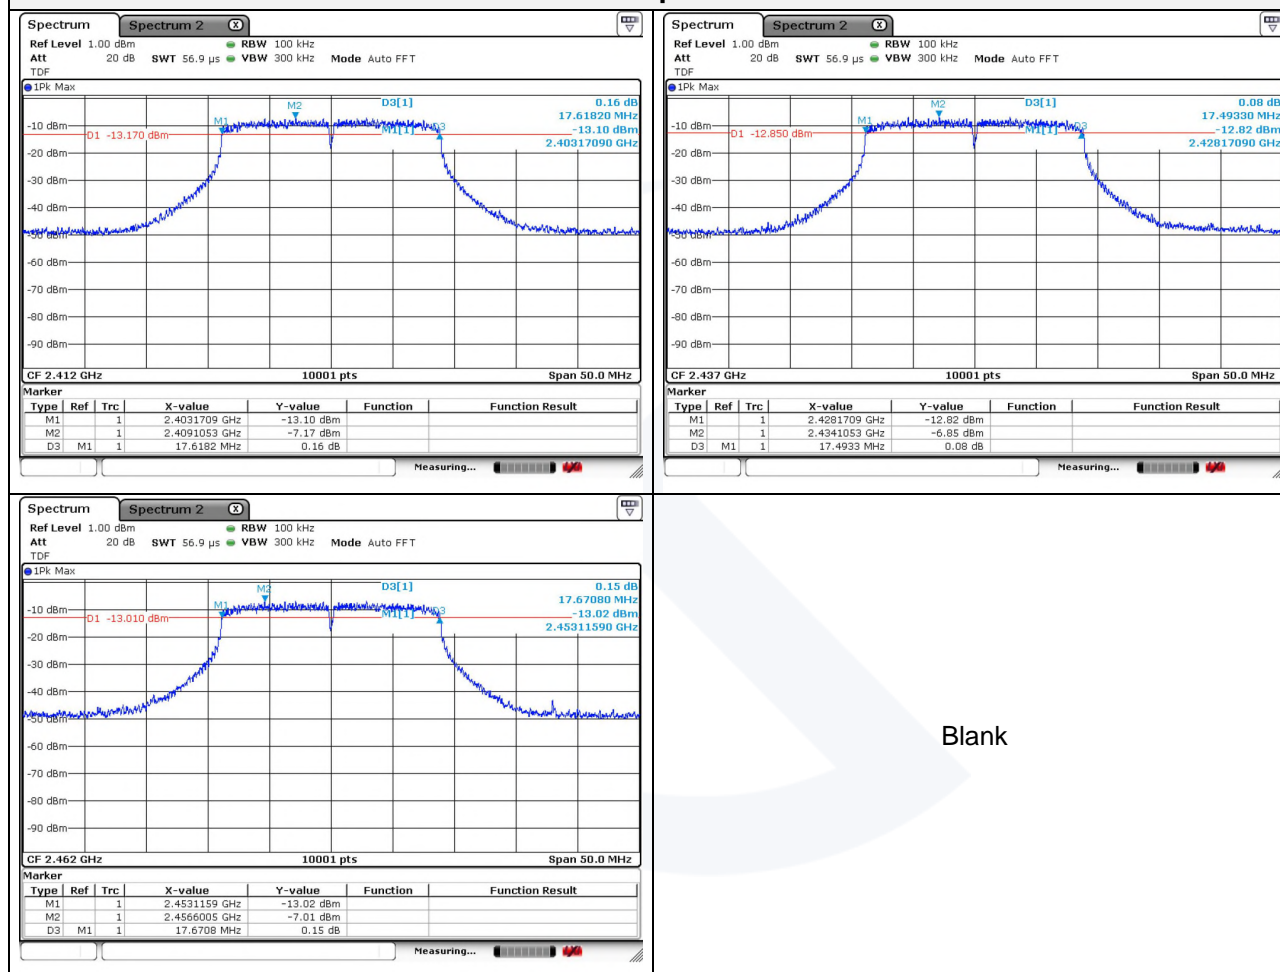 Spectrum Spectrum 2 X
Ref Level 1.00 dBm RBW 100 kHz
Att 20 dB SWT 56.9 µs VBW 300 kHz Mode Auto FFT
TDF
1Pk Max
D3[1] 0.16 dB
17.61820 MHz
M1[1] -13.10 dBm
2.40317090 GHz
M1 M2 D3
D1 -13.170 dBm
-10 dBm
-20 dBm
-30 dBm
-40 dBm
-50 dBm
-60 dBm
-70 dBm
-80 dBm
-90 dBm
CF 2.412 GHz 10001 pts Span 50.0 MHz
Marker
Type Ref Trc X-value Y-value Function Function Result
M1 1 2.4031709 GHz -13.10 dBm
M2 1 2.4091053 GHz -7.17 dBm
D3 M1 1 17.6182 MHz 0.16 dB
Measuring...
Spectrum Spectrum 2 X
Ref Level 1.00 dBm RBW 100 kHz
Att 20 dB SWT 56.9 µs VBW 300 kHz Mode Auto FFT
TDF
1Pk Max
D3[1] 0.08 dB
17.49330 MHz
M1[1] -12.82 dBm
2.42817090 GHz
M1 M2 D3
D1 -12.850 dBm
-10 dBm
-20 dBm
-30 dBm
-40 dBm
-50 dBm
-60 dBm
-70 dBm
-80 dBm
-90 dBm
CF 2.437 GHz 10001 pts Span 50.0 MHz
Marker
Type Ref Trc X-value Y-value Function Function Result
M1 1 2.4281709 GHz -12.82 dBm
M2 1 2.4341053 GHz -6.85 dBm
D3 M1 1 17.4933 MHz 0.08 dB
Measuring...
Spectrum Spectrum 2 X
Ref Level 1.00 dBm RBW 100 kHz
Att 20 dB SWT 56.9 µs VBW 300 kHz Mode Auto FFT
TDF
1Pk Max
D3[1] 0.15 dB
17.67080 MHz
M1[1] -13.02 dBm
2.45311590 GHz
M1 M2 D3
D1 -13.010 dBm
-10 dBm
-20 dBm
-30 dBm
-40 dBm
-50 dBm
-60 dBm
-70 dBm
-80 dBm
-90 dBm
CF 2.462 GHz 10001 pts Span 50.0 MHz
Marker
Type Ref Trc X-value Y-value Function Function Result
M1 1 2.4531159 GHz -13.02 dBm
M2 1 2.4566005 GHz -7.01 dBm
D3 M1 1 17.6708 MHz 0.15 dB
Measuring...
Blank